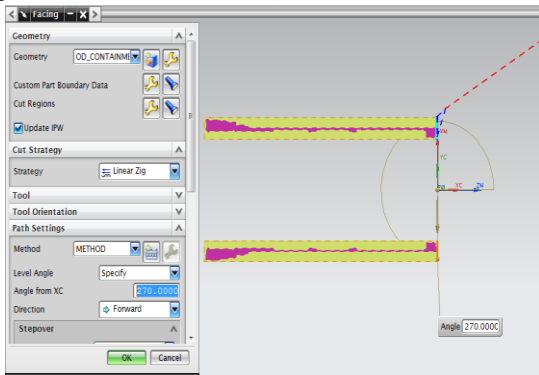 Facing
Geometry
Geometry OD_CONTAINME
Custom Part Boundary Data
Cut Regions
Update IPW
Cut Strategy
Strategy Linear Zig
Tool
Tool Orientation
Path Settings
Method METHOD
Level Angle Specify
Angle from XC 270.0000
Direction Forward
Stepover
OK Cancel
YM
YC
XC ZM
Angle 270.000